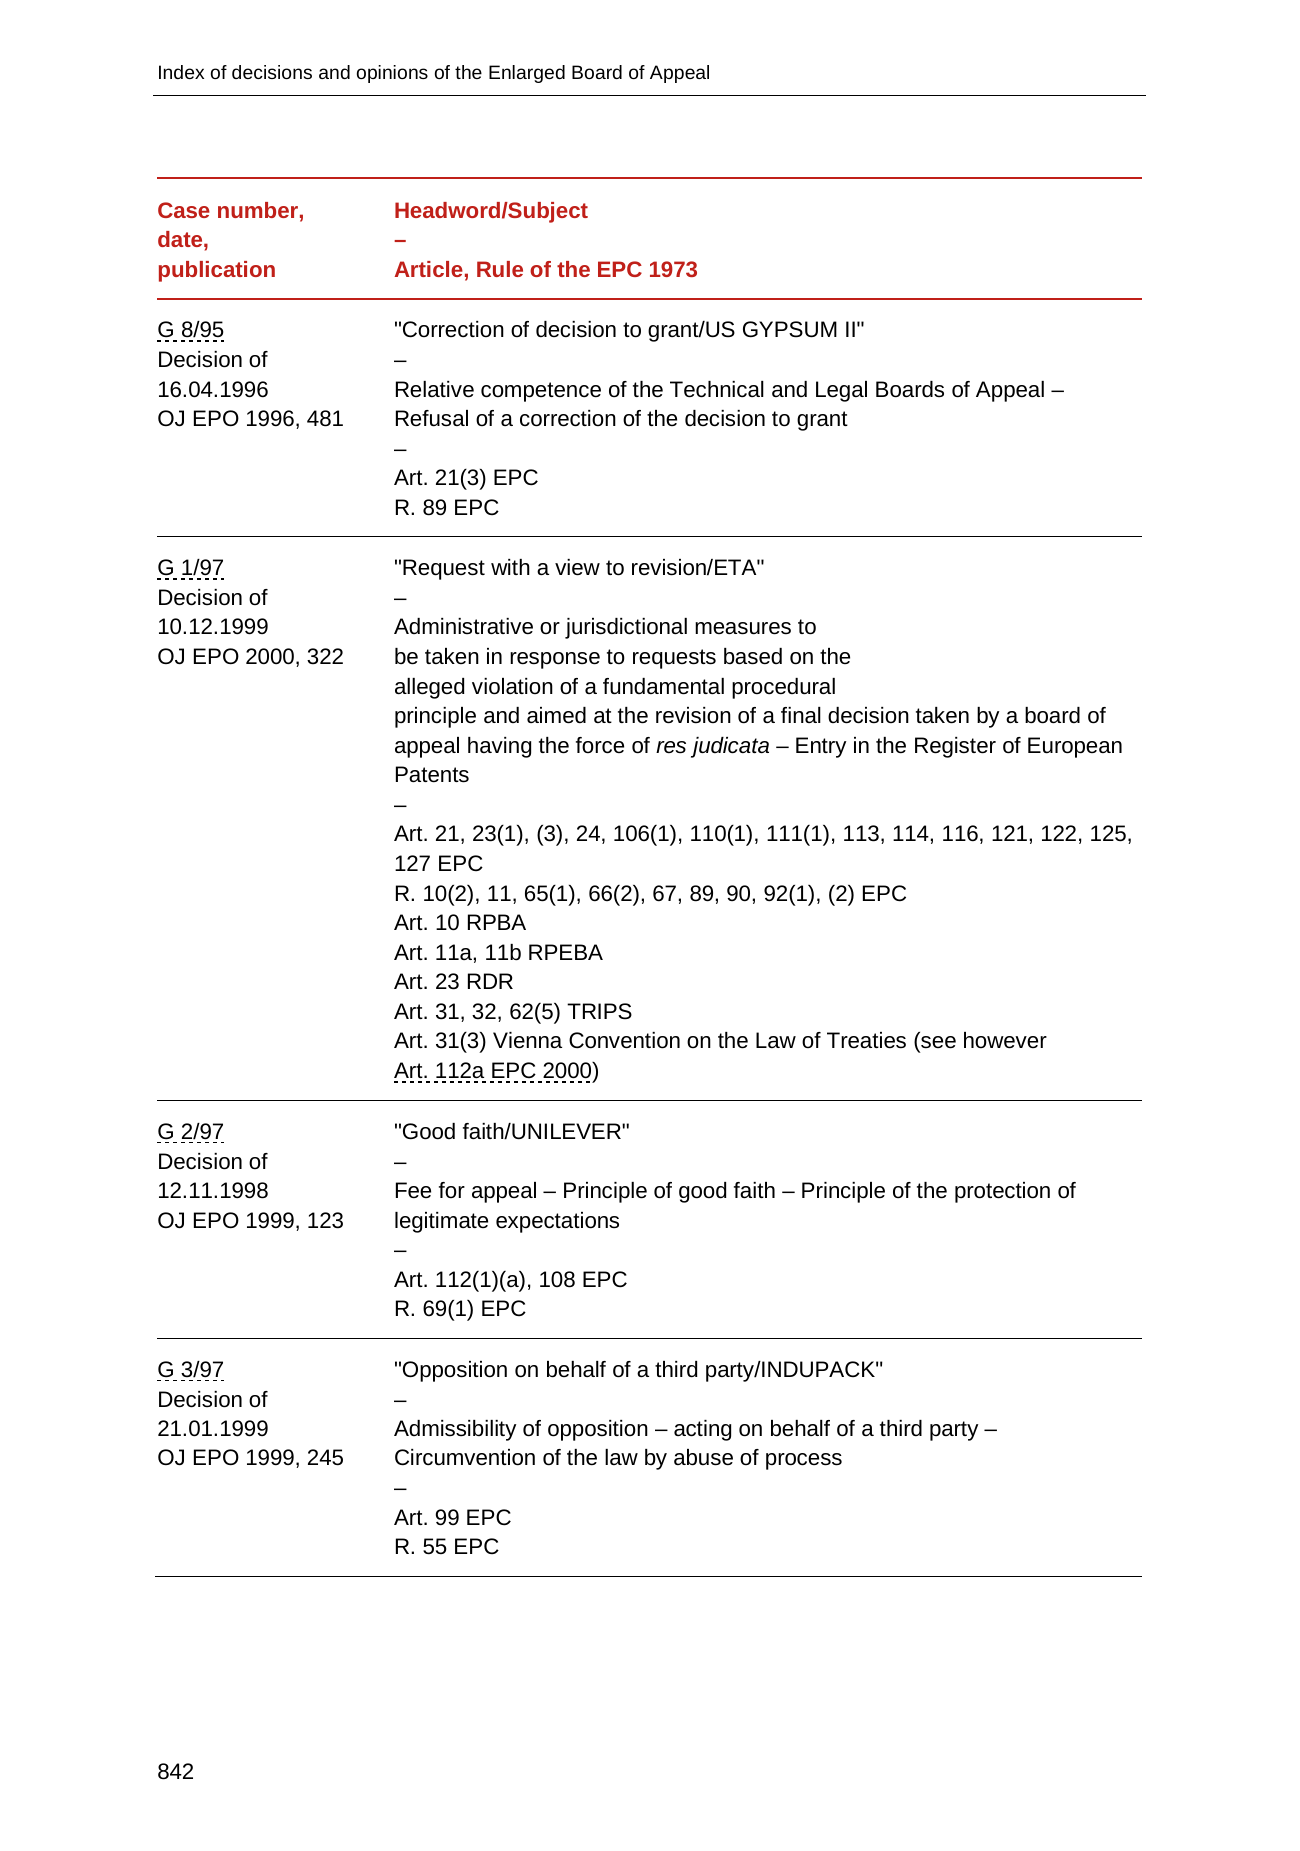 Index of decisions and opinions of the Enlarged Board of Appeal
Case number,
date,
publication
Headword/Subject
–
Article, Rule of the EPC 1973
G 8/95
Decision of
16.04.1996
OJ EPO 1996, 481
"Correction of decision to grant/US GYPSUM II"
–
Relative competence of the Technical and Legal Boards of Appeal –
Refusal of a correction of the decision to grant
–
Art. 21(3) EPC
R. 89 EPC
G 1/97
Decision of
10.12.1999
OJ EPO 2000, 322
"Request with a view to revision/ETA"
–
Administrative or jurisdictional measures to
be taken in response to requests based on the
alleged violation of a fundamental procedural
principle and aimed at the revision of a final decision taken by a board of
appeal having the force of res judicata – Entry in the Register of European
Patents
–
Art. 21, 23(1), (3), 24, 106(1), 110(1), 111(1), 113, 114, 116, 121, 122, 125,
127 EPC
R. 10(2), 11, 65(1), 66(2), 67, 89, 90, 92(1), (2) EPC
Art. 10 RPBA
Art. 11a, 11b RPEBA
Art. 23 RDR
Art. 31, 32, 62(5) TRIPS
Art. 31(3) Vienna Convention on the Law of Treaties (see however
Art. 112a EPC 2000)
G 2/97
Decision of
12.11.1998
OJ EPO 1999, 123
"Good faith/UNILEVER"
–
Fee for appeal – Principle of good faith – Principle of the protection of
legitimate expectations
–
Art. 112(1)(a), 108 EPC
R. 69(1) EPC
G 3/97
Decision of
21.01.1999
OJ EPO 1999, 245
"Opposition on behalf of a third party/INDUPACK"
–
Admissibility of opposition – acting on behalf of a third party –
Circumvention of the law by abuse of process
–
Art. 99 EPC
R. 55 EPC
842